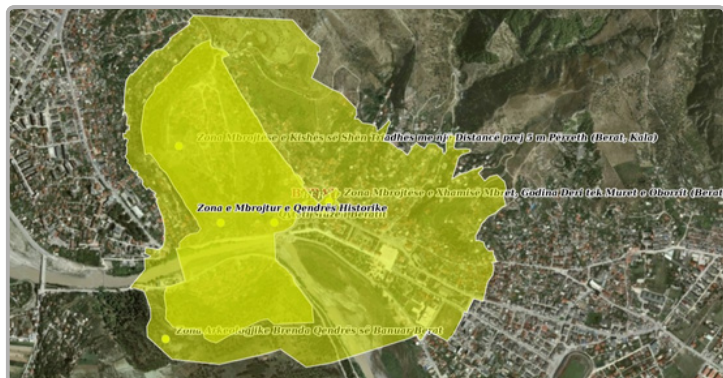 Zona Mbrojtëse e Kishës së Shën Triadhës me një Distancë prej 5 m Përreth (Berat, Kala)
Zona Mbrojtëse e Xhamisë Mbret, Godina Deri tek Muret e Oborrit (Berat
Zona e Mbrojtur e Qendrës Historike
Zona Arkeologjike Brenda Qendrës së Banuar Berat